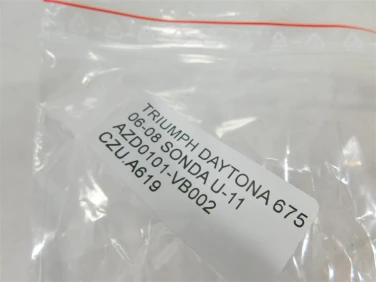 TRIUMPH DAYTONA 675
06-08 SONDA U-11
AZD0101-VB002
CZU A619